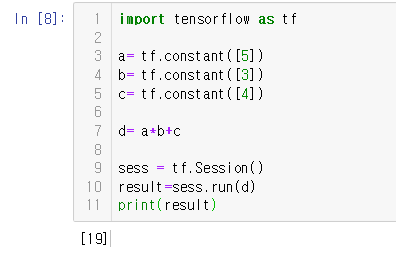 In [8]:
1 import tensorflow as tf
2
3 a= tf.constant([5])
4 b= tf.constant([3])
5 c= tf.constant([4])
6
7 d= a*b+c
8
9 sess = tf.Session()
10 result=sess.run(d)
11 print(result)
[19]